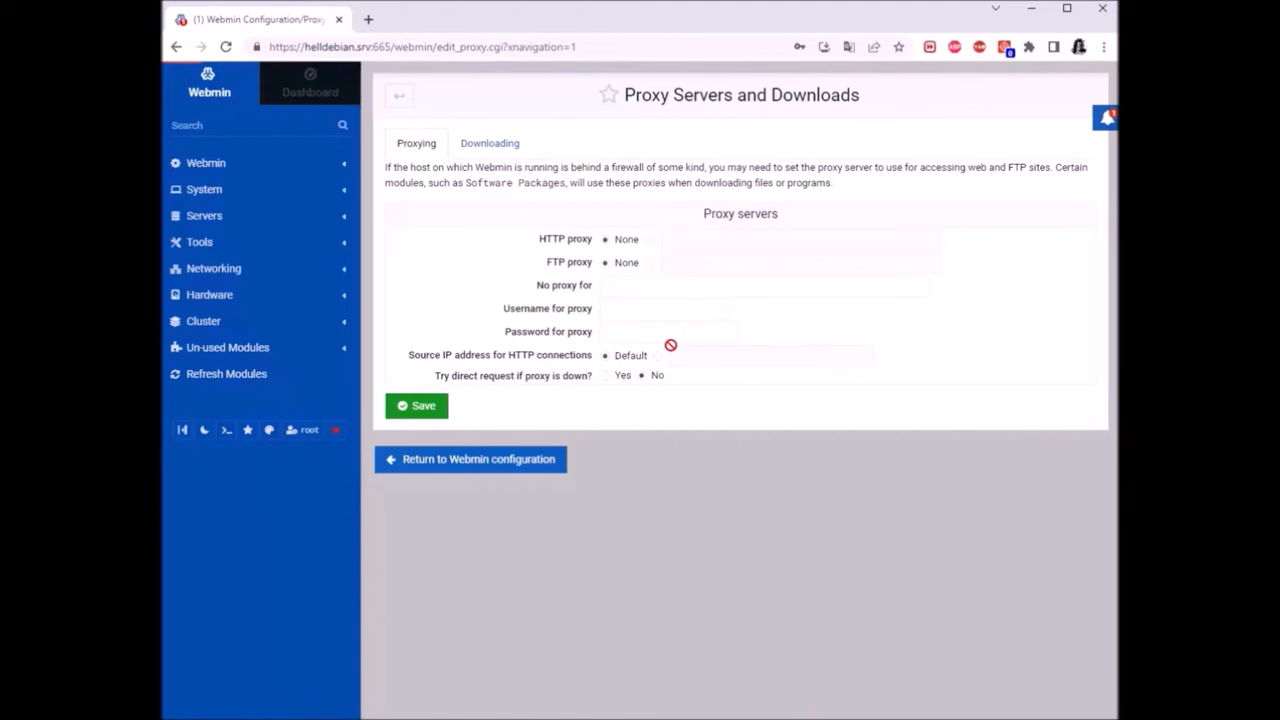 (1) Webmin Configuration/Proxy
https://helldebian.srv:665/webmin/edit_proxy.cgi?xnavigation=1
ABP
0
Webmin
Dashboard
Search
Webmin
System
Servers
Tools
Networking
Hardware
Cluster
Un-used Modules
Refresh Modules
root
Proxy Servers and Downloads
1
Proxying
Downloading
If the host on which Webmin is running is behind a firewall of some kind, you may need to set the proxy server to use for accessing web and FTP sites. Certain
modules, such as Software Packages, will use these proxies when downloading files or programs.
Proxy servers
HTTP proxy None
FTP proxy None
No proxy for
Username for proxy
Password for proxy
Source IP address for HTTP connections Default
Try direct request if proxy is down? Yes No
Save
Return to Webmin configuration